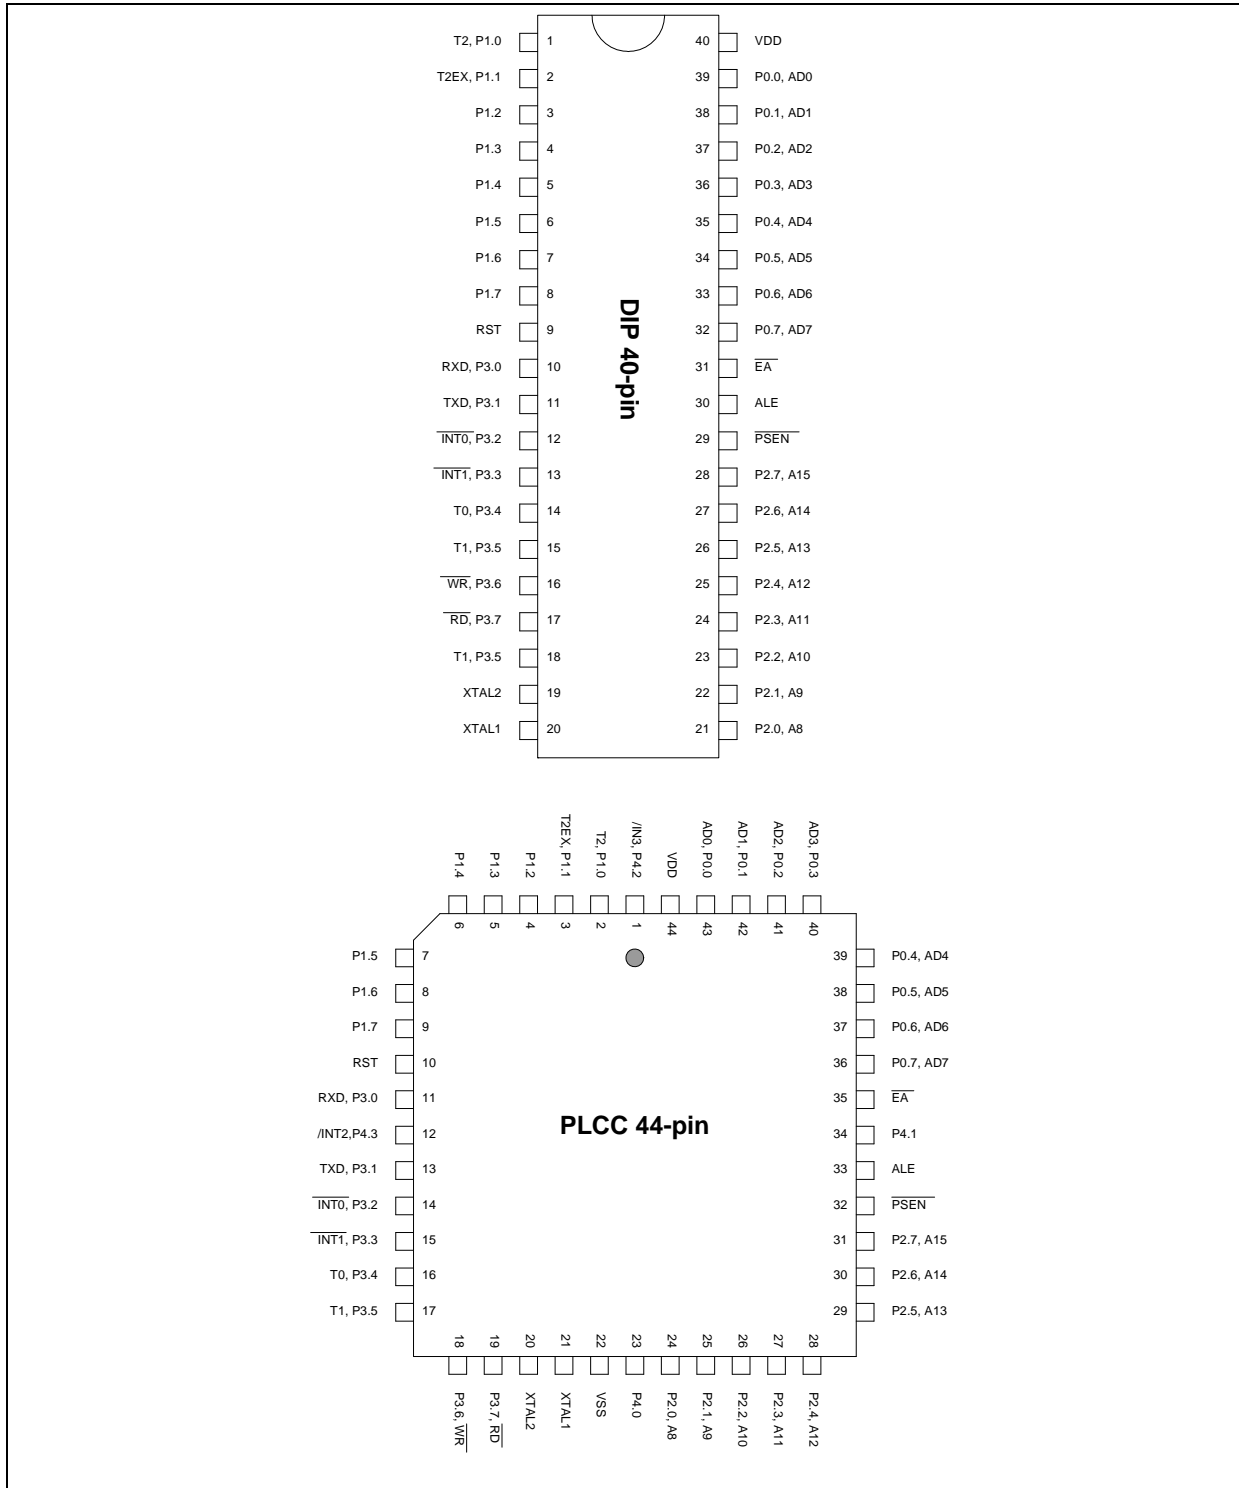 T2, P1.0 1 40 VDD
T2EX, P1.1 2 39 P0.0, AD0
P1.2 3 38 P0.1, AD1
P1.3 4 37 P0.2, AD2
P1.4 5 36 P0.3, AD3
P1.5 6 35 P0.4, AD4
P1.6 7 34 P0.5, AD5
P1.7 8 33 P0.6, AD6
RST 9 32 P0.7, AD7
RXD, P3.0 10 31 EA
TXD, P3.1 11 30 ALE
INT0, P3.2 12 29 PSEN
INT1, P3.3 13 28 P2.7, A15
T0, P3.4 14 27 P2.6, A14
T1, P3.5 15 26 P2.5, A13
WR, P3.6 16 25 P2.4, A12
RD, P3.7 17 24 P2.3, A11
T1, P3.5 18 23 P2.2, A10
XTAL2 19 22 P2.1, A9
XTAL1 20 21 P2.0, A8
DIP 40-pin
P1.4 P1.3 P1.2 T2EX, P1.1 T2, P1.0 /IN3, P4.2 VDD AD0, P0.0 AD1, P0.1 AD2, P0.2 AD3, P0.3
6 5 4 3 2 1 44 43 42 41 40
P1.5 7 39 P0.4, AD4
P1.6 8 38 P0.5, AD5
P1.7 9 37 P0.6, AD6
RST 10 36 P0.7, AD7
RXD, P3.0 11 35 EA
/INT2,P4.3 12 34 P4.1
TXD, P3.1 13 33 ALE
INT0, P3.2 14 32 PSEN
INT1, P3.3 15 31 P2.7, A15
T0, P3.4 16 30 P2.6, A14
T1, P3.5 17 29 P2.5, A13
PLCC 44-pin
18 19 20 21 22 23 24 25 26 27 28
P3.6, WR P3.7, RD XTAL2 XTAL1 VSS P4.0 P2.0, A8 P2.1, A9 P2.2, A10 P2.3, A11 P2.4, A12